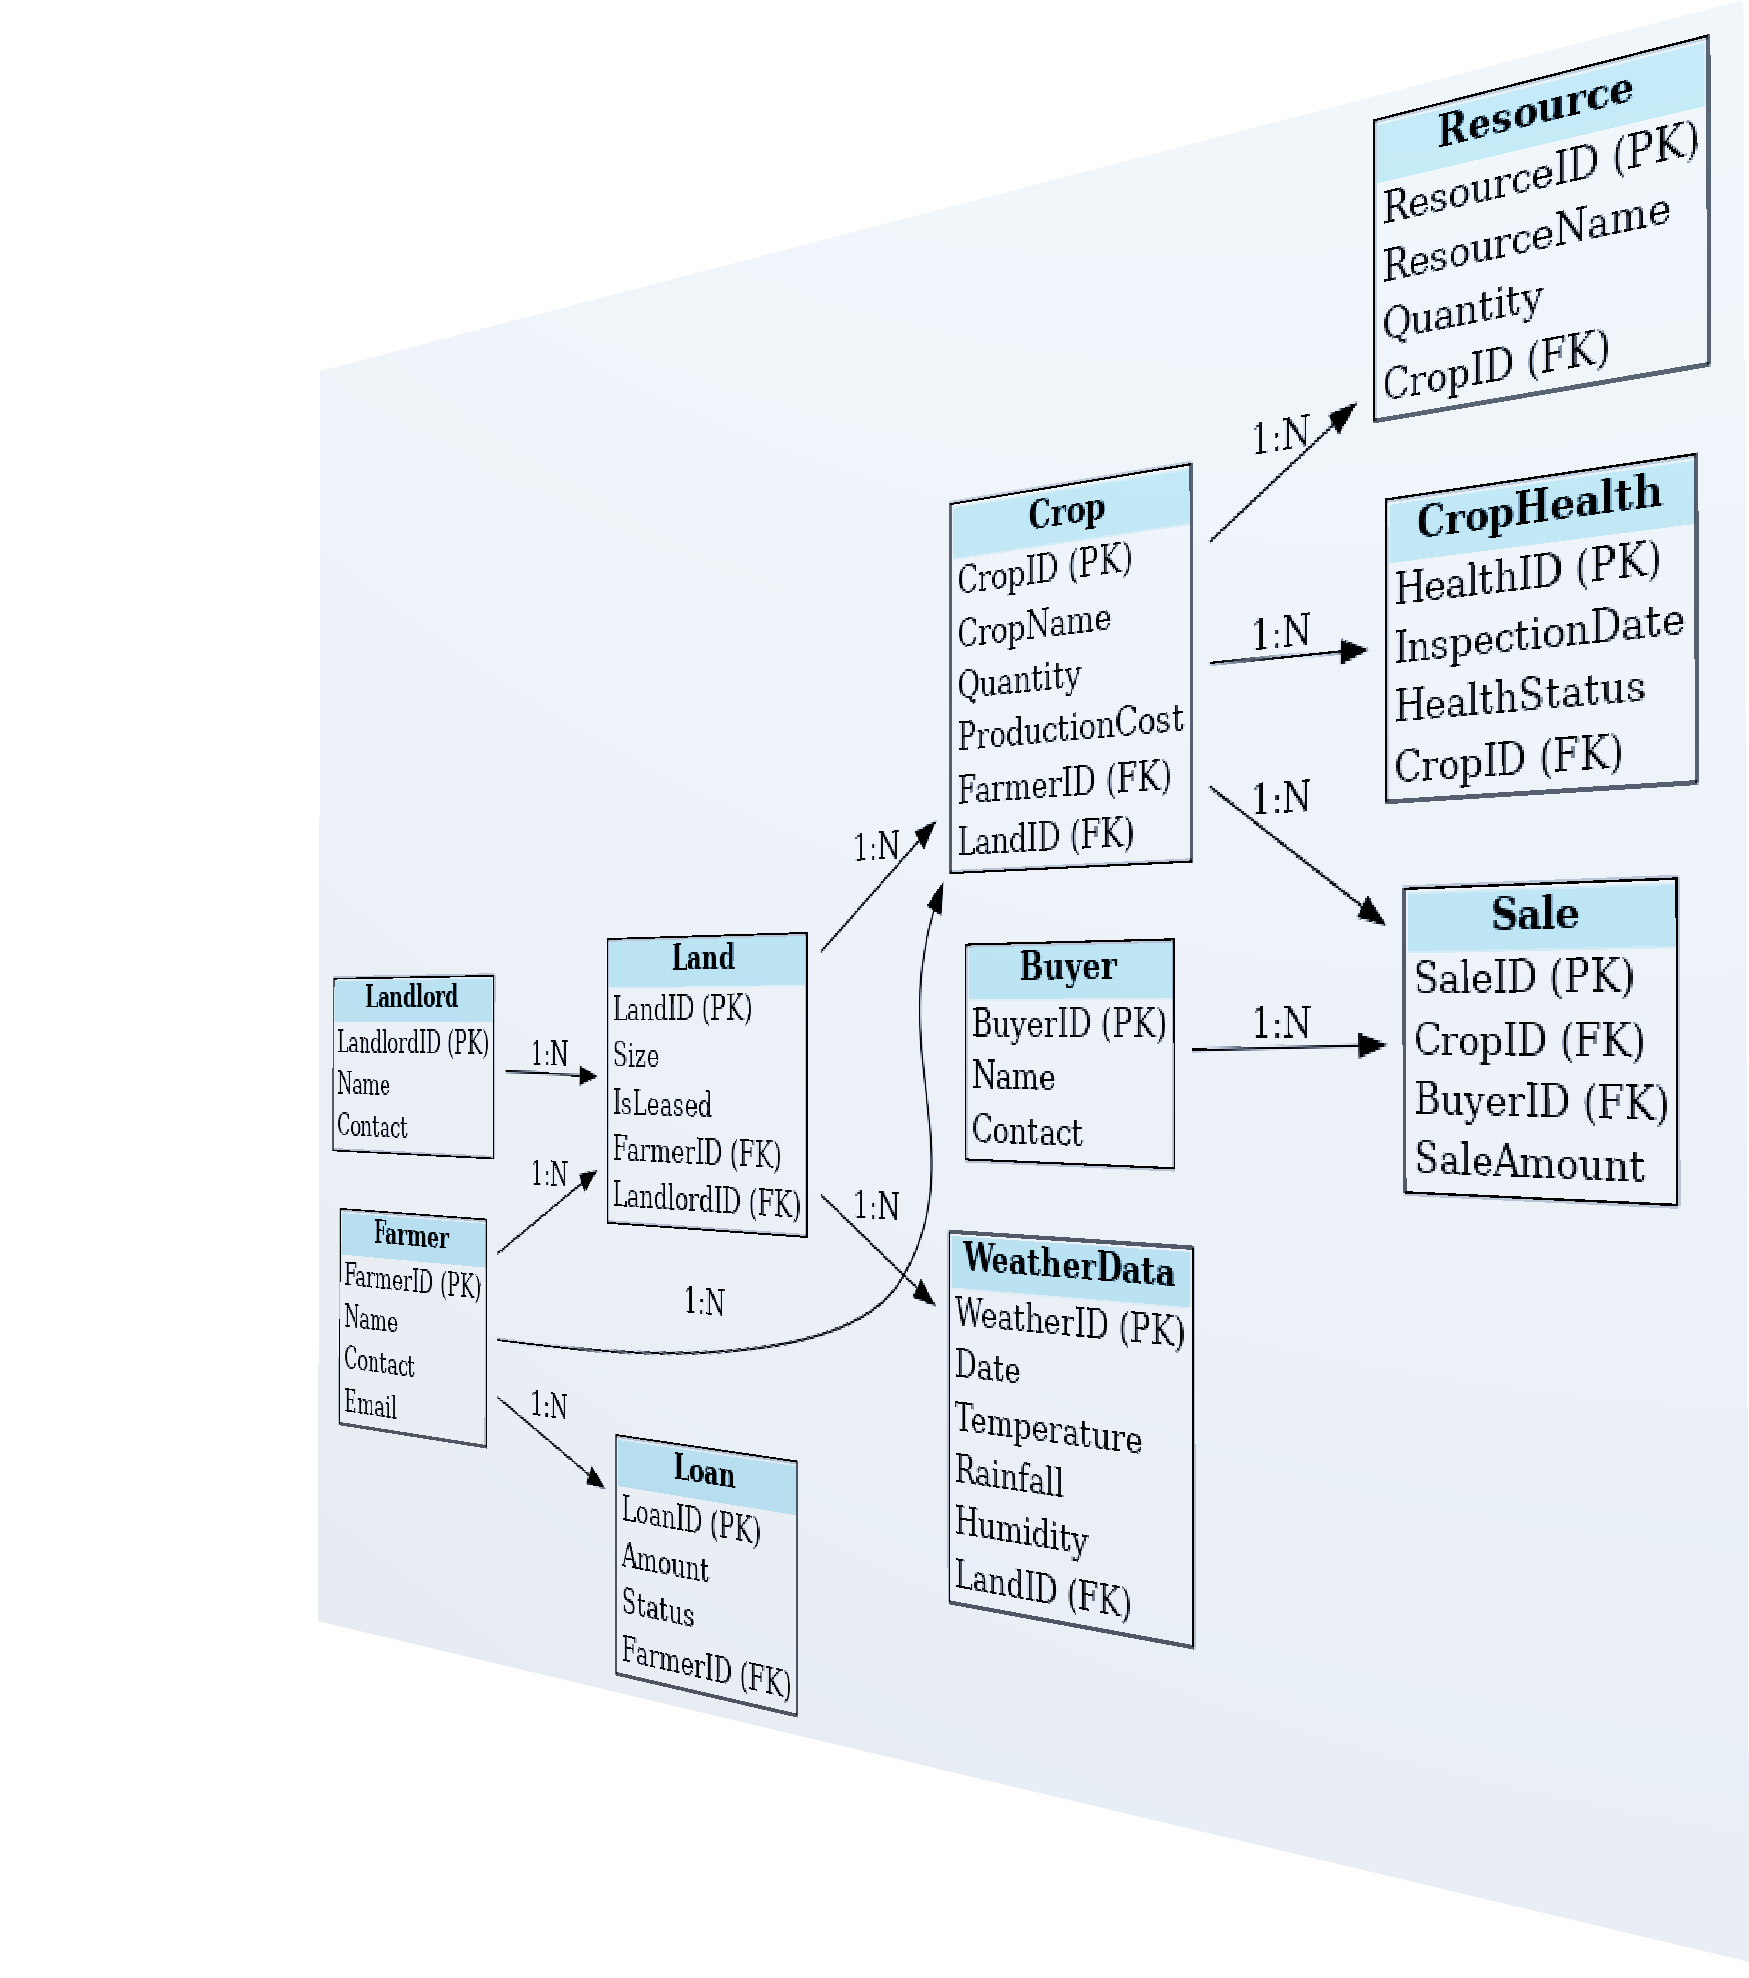 Resource
ResourceID (PK)
ResourceName
Quantity
CropID (FK)
1:N
Crop
CropID (PK)
CropName
Quantity
ProductionCost
FarmerID (FK)
LandID (FK)
1:N
CropHealth
HealthID (PK)
InspectionDate
HealthStatus
CropID (FK)
1:N
1:N
Sale
SaleID (PK)
CropID (FK)
BuyerID (FK)
SaleAmount
Landlord
LandlordID (PK)
Name
Contact
1:N
Land
LandID (PK)
Size
IsLeased
FarmerID (FK)
LandlordID (FK)
Buyer
BuyerID (PK)
Name
Contact
1:N
1:N
1:N
Farmer
FarmerID (PK)
Name
Contact
Email
1:N
1:N
WeatherData
WeatherID (PK)
Date
Temperature
Rainfall
Humidity
LandID (FK)
1:N
Loan
LoanID (PK)
Amount
Status
FarmerID (FK)